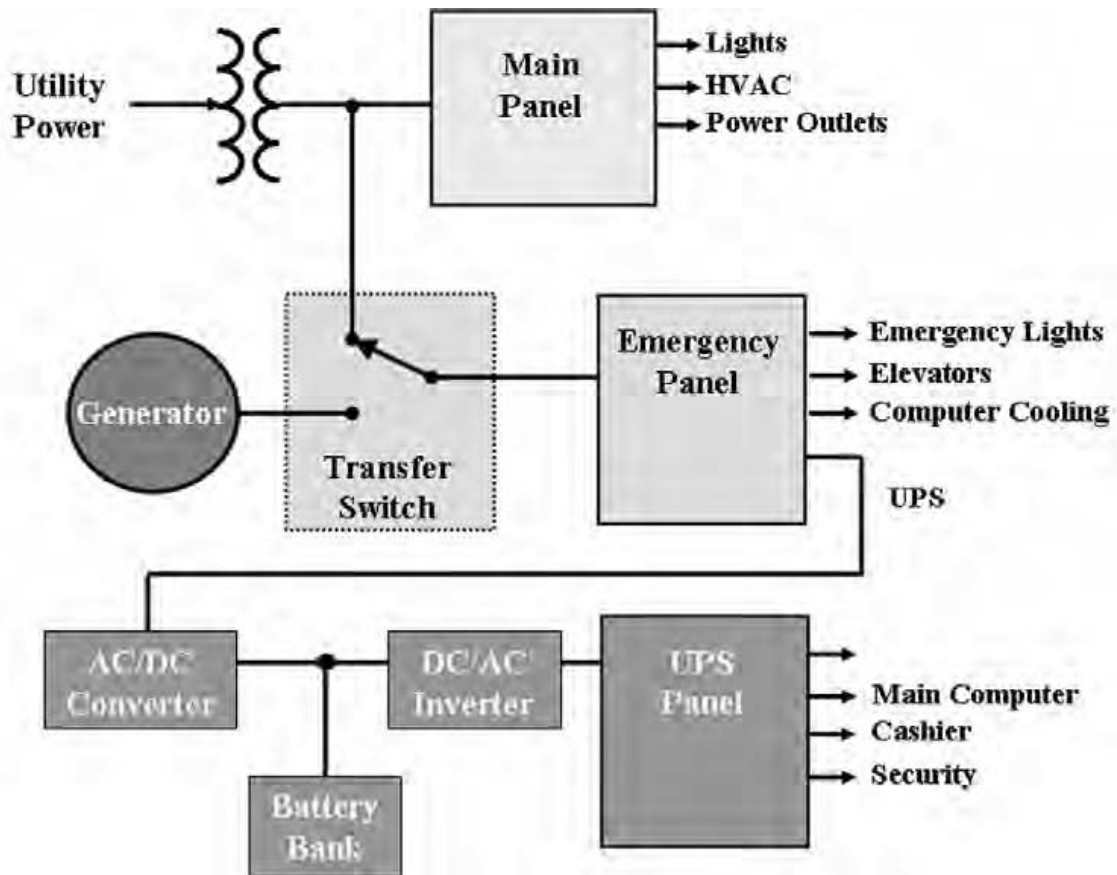 Utility
Power
Main
Panel
Lights
HVAC
Power Outlets
Generator
Transfer
Switch
Emergency
Panel
Emergency Lights
Elevators
Computer Cooling
UPS
AC/DC
Converter
DC/AC
Inverter
Battery
Bank
UPS
Panel
Main Computer
Cashier
Security